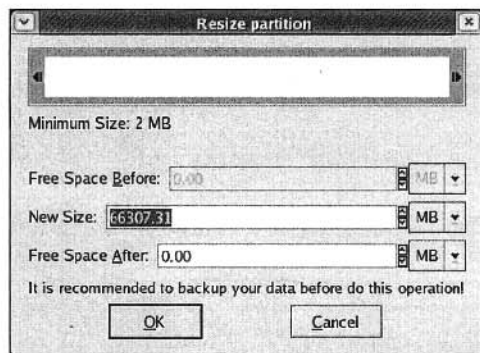 Resize partition
Minimum Size: 2 MB
Free Space Before: 0.00 MB
New Size: 66307.31 MB
Free Space After: 0.00 MB
It is recommended to backup your data before do this operation!
OK Cancel